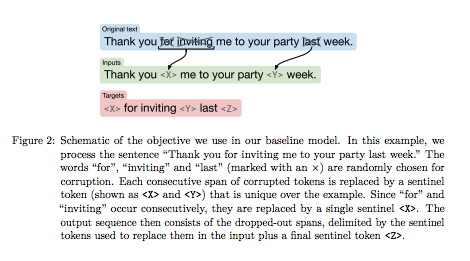 Original text
Thank you for inviting me to your party last week.
Inputs
Thank you <X> me to your party <Y> week.
Targets
<X> for inviting <Y> last <Z>
Figure 2: Schematic of the objective we use in our baseline model. In this example, we
process the sentence “Thank you for inviting me to your party last week.” The
words “for”, “inviting” and “last” (marked with an ×) are randomly chosen for
corruption. Each consecutive span of corrupted tokens is replaced by a sentinel
token (shown as <X> and <Y>) that is unique over the example. Since “for” and
“inviting” occur consecutively, they are replaced by a single sentinel <X>. The
output sequence then consists of the dropped-out spans, delimited by the sentinel
tokens used to replace them in the input plus a final sentinel token <Z>.